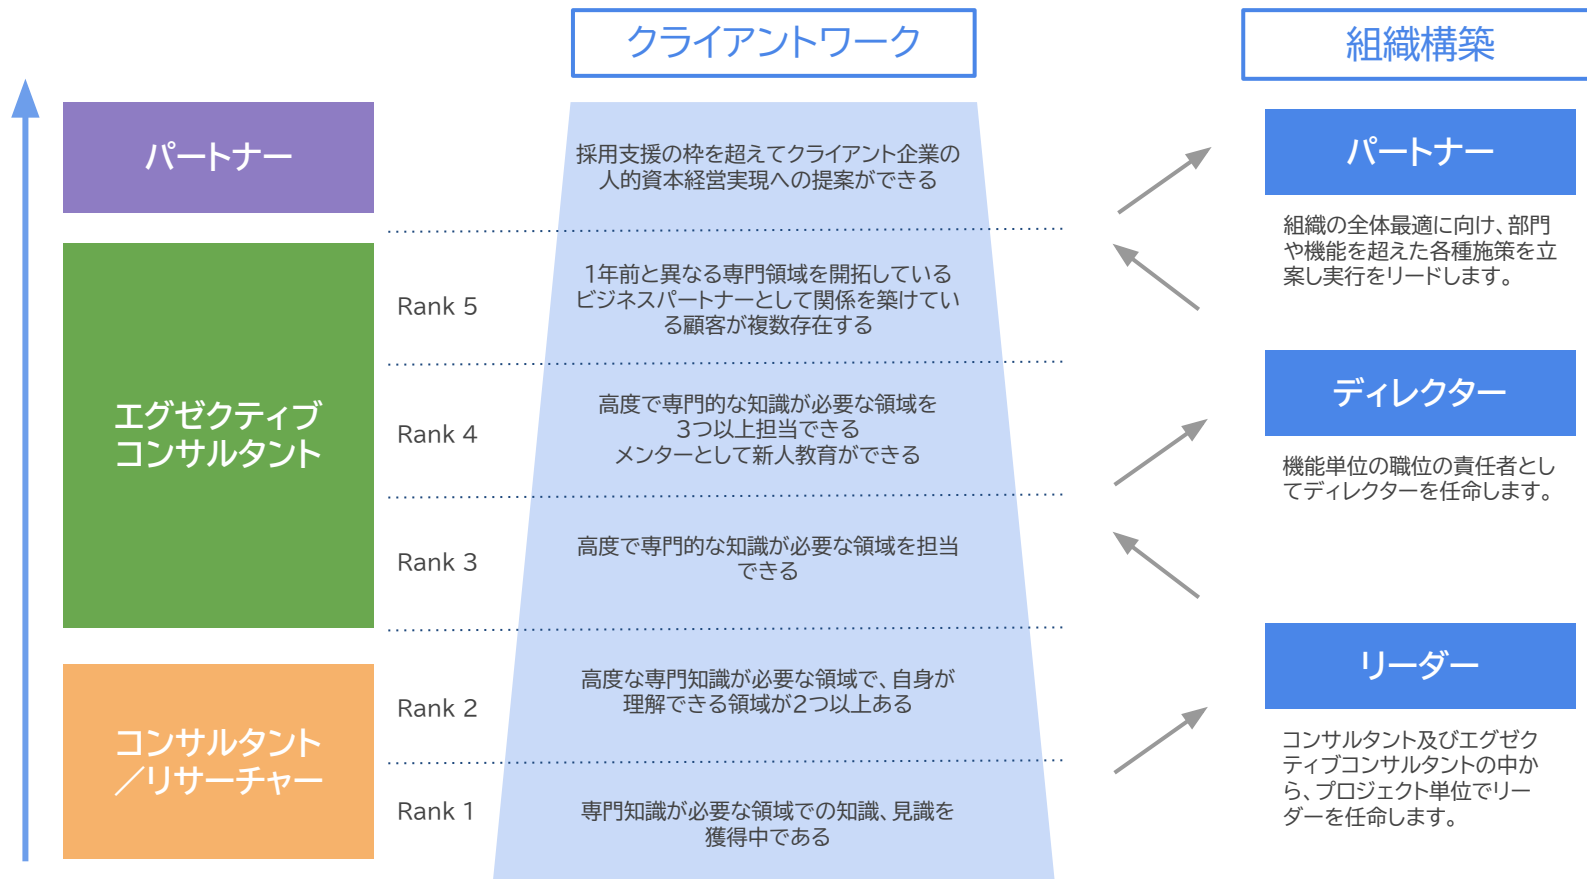 クライアントワーク
組織構築
パートナー
採用支援の枠を超えてクライアント企業の
人的資本経営実現への提案ができる
Rank 5
1年前と異なる専門領域を開拓している
ビジネスパートナーとして関係を築けてい
る顧客が複数存在する
エグゼクティブ
コンサルタント
Rank 4
高度で専門的な知識が必要な領域を
3つ以上担当できる
メンターとして新人教育ができる
Rank 3
高度で専門的な知識が必要な領域を担当
できる
Rank 2
高度な専門知識が必要な領域で、自身が
理解できる領域が2つ以上ある
コンサルタント
／リサーチャー
Rank 1
専門知識が必要な領域での知識、見識を
獲得中である
パートナー
組織の全体最適に向け、部門
や機能を超えた各種施策を立
案し実行をリードします。
ディレクター
機能単位の職位の責任者とし
てディレクターを任命します。
リーダー
コンサルタント及びエグゼク
ティブコンサルタントの中か
ら、プロジェクト単位でリー
ダーを任命します。